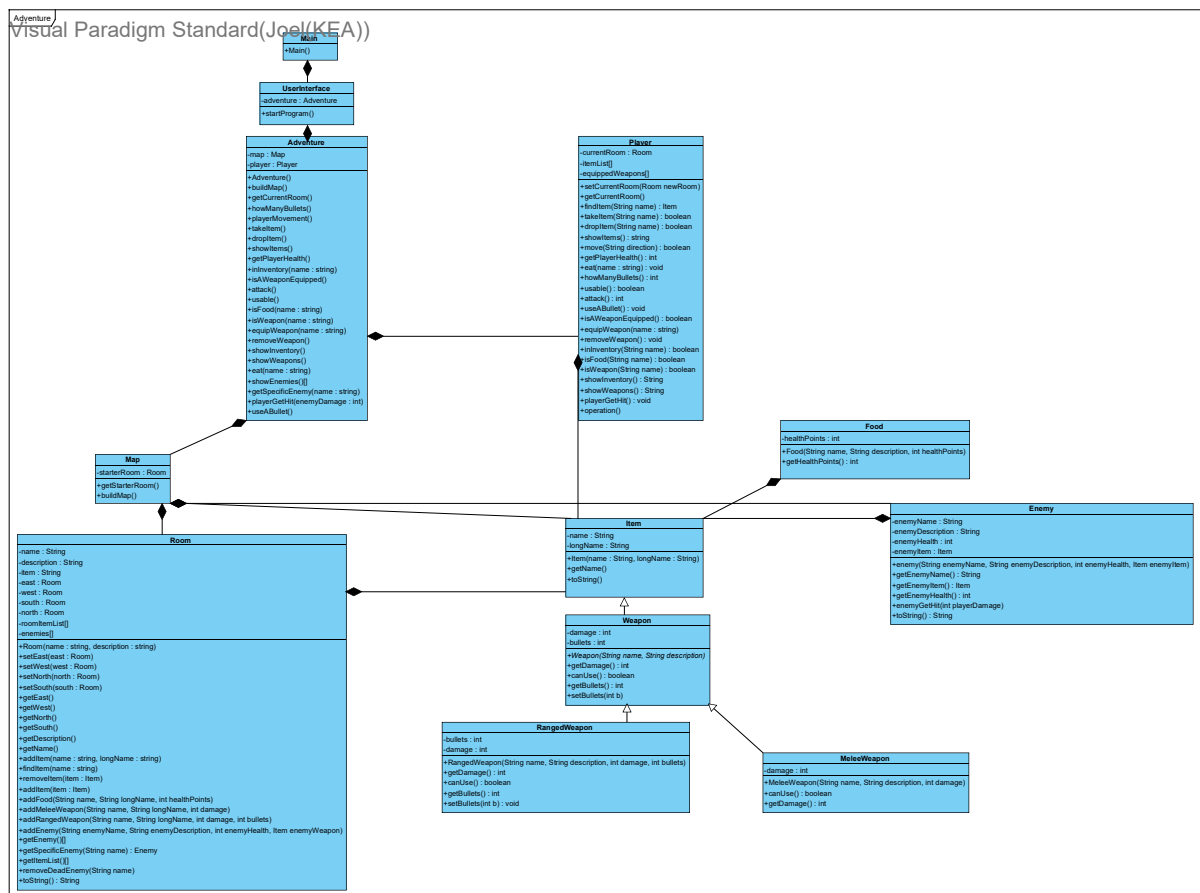 Adventure
Visual Paradigm Standard(Joel(KEA))
Main
+Main()
UserInterface
-adventure : Adventure
+startProgram()
Adventure
-map : Map
-player : Player
+Adventure()
+buildMap()
+getCurrentRoom()
+howManyBullets()
+playerMovement()
+takeItem()
+dropItem()
+showItems()
+getPlayerHealth()
+inInventory(name : string)
+isAWeaponEquipped()
+attack()
+usable()
+isFood(name : string)
+isWeapon(name : string)
+equipWeapon(name : string)
+removeWeapon()
+showInventory()
+showWeapons()
+eat(name : string)
+showEnemies()[]
+getSpecificEnemy(name : string)
+playerGetHit(enemyDamage : int)
+useABullet()
Player
-currentRoom : Room
-itemList[]
-equippedWeapons[]
+setCurrentRoom(Room newRoom)
+getCurrentRoom()
+findItem(String name) : Item
+takeItem(String name) : boolean
+dropItem(String name) : boolean
+showItems() : string
+move(String direction) : boolean
+getPlayerHealth() : int
+eat(name : string) : void
+howManyBullets() : int
+usable() : boolean
+attack() : int
+useABullet() : void
+isAWeaponEquipped() : boolean
+equipWeapon(name : string)
+removeWeapon() : void
+inInventory(String name) : boolean
+isFood(String name) : boolean
+isWeapon(String name) : boolean
+showInventory() : String
+showWeapons() : String
+playerGetHit() : void
+operation()
Food
-healthPoints : int
+Food(String name, String description, int healthPoints)
+getHealthPoints() : int
Map
-starterRoom : Room
+getStarterRoom()
+buildMap()
Item
-name : String
-longName : String
+Item(name : String, longName : String)
+getName()
+toString()
Enemy
-enemyName : String
-enemyDescription : String
-enemyHealth : int
-enemyItem : Item
+enemy(String enemyName, String enemyDescription, int enemyHealth, Item enemyItem)
+getEnemyName() : String
+getEnemyItem() : Item
+getEnemyHealth() : int
+enemyGetHit(int playerDamage)
+toString() : String
Room
-name : String
-description : String
-item : String
-east : Room
-west : Room
-south : Room
-north : Room
-roomItemList[]
-enemies[]
+Room(name : string, description : string)
+setEast(east : Room)
+setWest(west : Room)
+setNorth(north : Room)
+setSouth(south : Room)
+getEast()
+getWest()
+getNorth()
+getSouth()
+getDescription()
+getName()
+addItem(name : string, longName : string)
+findItem(name : string)
+removeItem(item : Item)
+addItem(item : Item)
+addFood(String name, String longName, int healthPoints)
+addMeleeWeapon(String name, String longName, int damage)
+addRangedWeapon(String name, String longName, int damage, int bullets)
+addEnemy(String enemyName, String enemyDescription, int enemyHealth, Item enemyWeapon)
+getEnemy()[]
+getSpecificEnemy(String name) : Enemy
+getItemList()[]
+removeDeadEnemy(String name)
+toString() : String
Weapon
-damage : int
-bullets : int
+Weapon(String name, String description)
+getDamage() : int
+canUse() : boolean
+getBullets() : int
+setBullets(int b)
RangedWeapon
-bullets : int
-damage : int
+RangedWeapon(String name, String description, int damage, int bullets)
+getDamage() : int
+canUse() : boolean
+getBullets() : int
+setBullets(int b) : void
MeleeWeapon
-damage : int
+MeleeWeapon(String name, String description, int damage)
+canUse() : boolean
+getDamage() : int